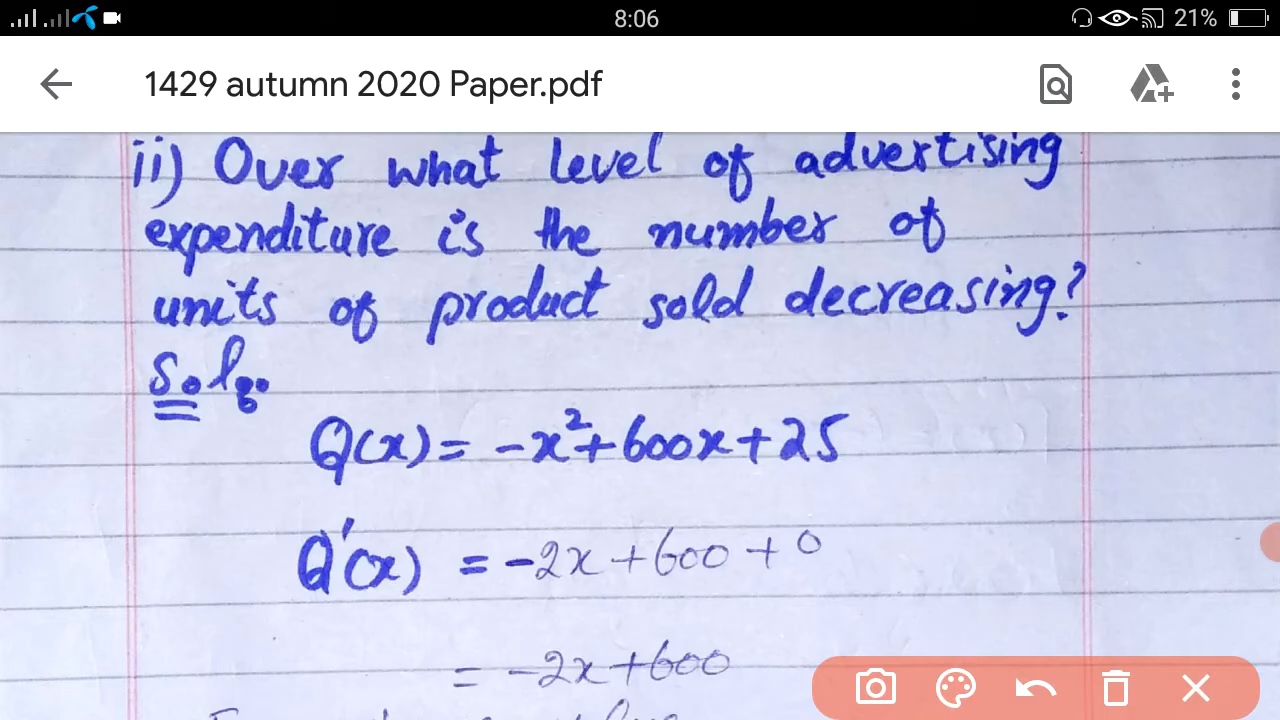 8:06
21%
1429 autumn 2020 Paper.pdf
ii) Over what level of advertising
expenditure is the number of
units of product sold decreasing?
Sol:
Q(x) = -x²+600x+25
Q'(x) = -2x+600+0
= -2x+600